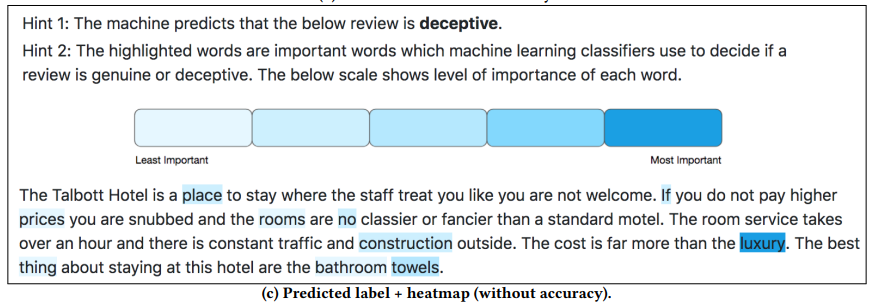 Hint 1: The machine predicts that the below review is deceptive.
Hint 2: The highlighted words are important words which machine learning classifiers use to decide if a
review is genuine or deceptive. The below scale shows level of importance of each word.
Least Important
Most Important
The Talbott Hotel is a place to stay where the staff treat you like you are not welcome. If you do not pay higher
prices you are snubbed and the rooms are no classier or fancier than a standard motel. The room service takes
over an hour and there is constant traffic and construction outside. The cost is far more than the luxury. The best
thing about staying at this hotel are the bathroom towels.
(c) Predicted label + heatmap (without accuracy).